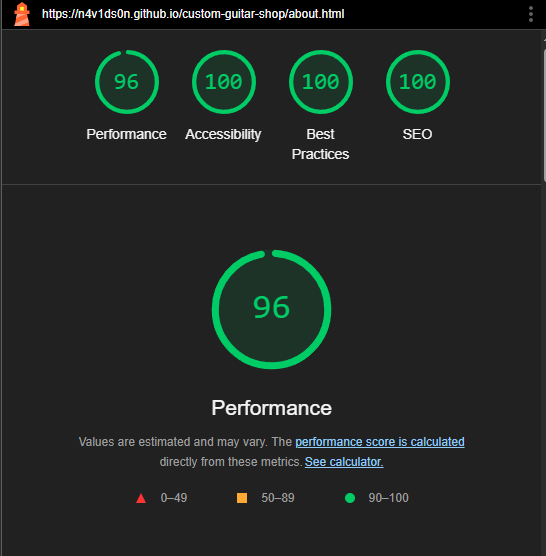 https://n4v1ds0n.github.io/custom-guitar-shop/about.html
96
100
100
100
Performance
Accessibility
Best
Practices
SEO
96
Performance
Values are estimated and may vary. The performance score is calculated
directly from these metrics. See calculator.
0–49
50–89
90–100